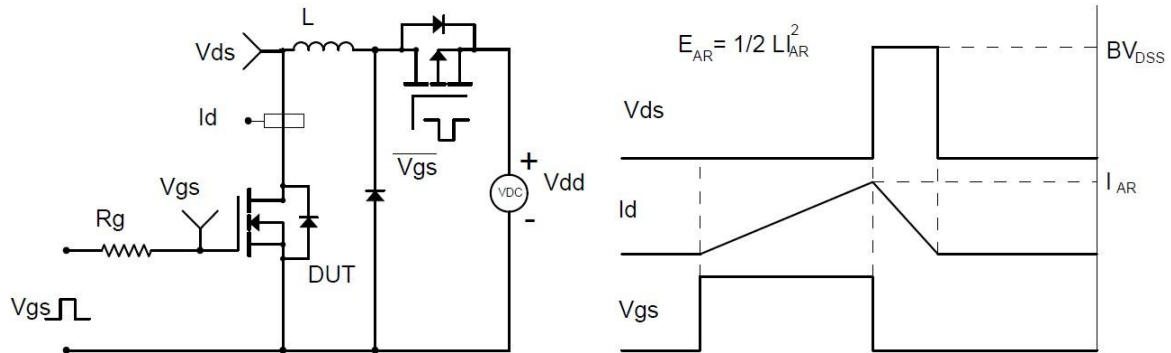 L
Vds
Id
Vgs
Vgs
Rg
Vgs
DUT
+
VDC
Vdd
-
E_AR = 1/2 LI_AR^2
BV_DSS
Vds
I_AR
Id
Vgs